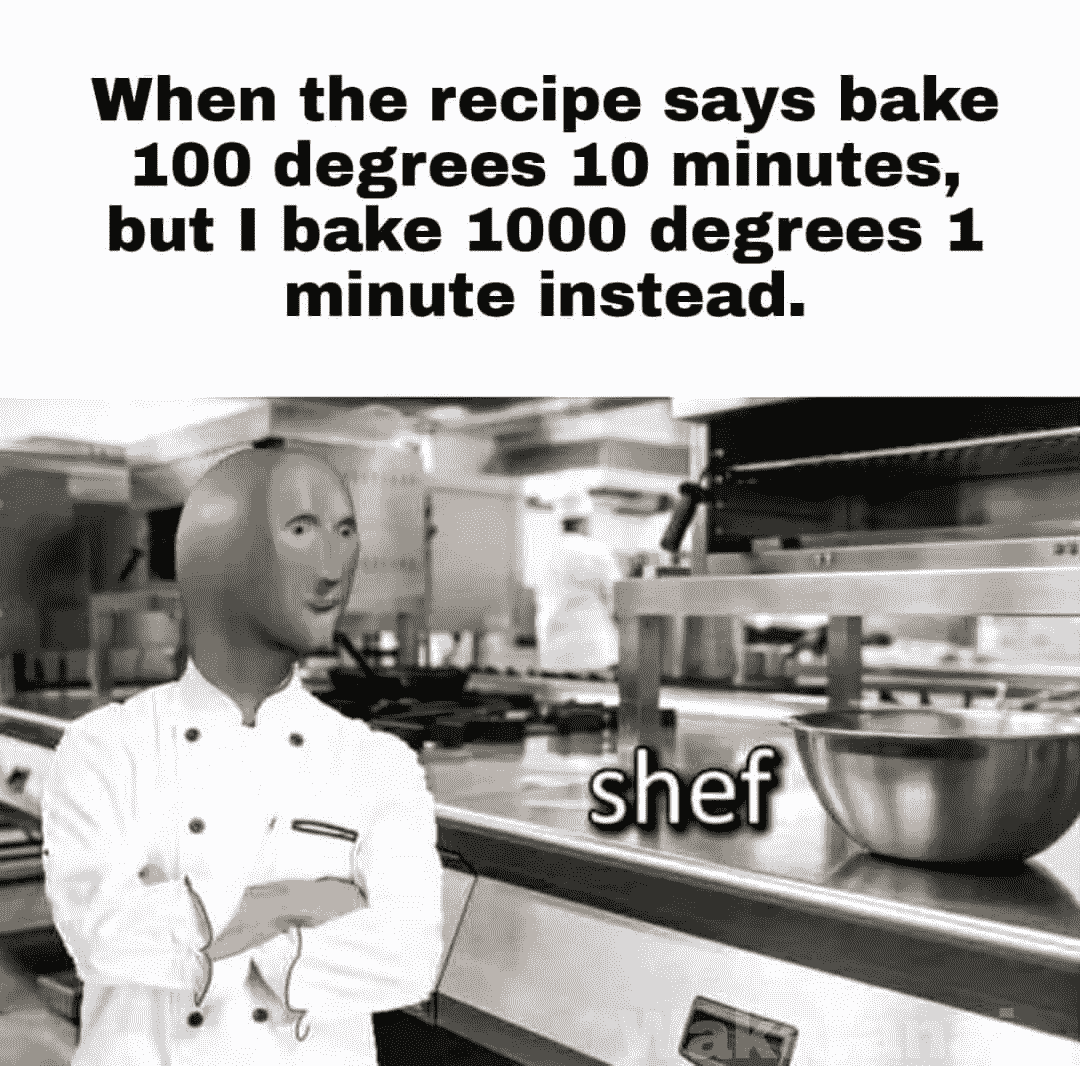 When the recipe says bake
100 degrees 10 minutes,
but I bake 1000 degrees 1
minute instead.
shef